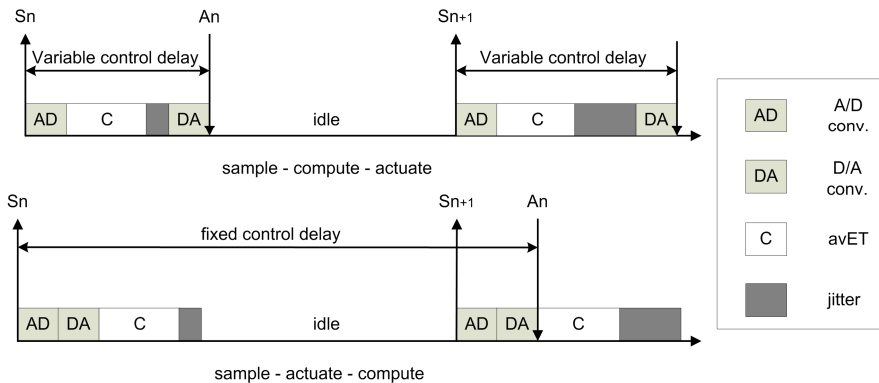 Sn An Sn+1
Variable control delay Variable control delay
AD C DA idle AD C DA
sample - compute - actuate
Sn Sn+1 An
fixed control delay
AD DA C idle AD DA C
sample - actuate - compute
AD A/D
conv.
DA D/A
conv.
C avET
jitter